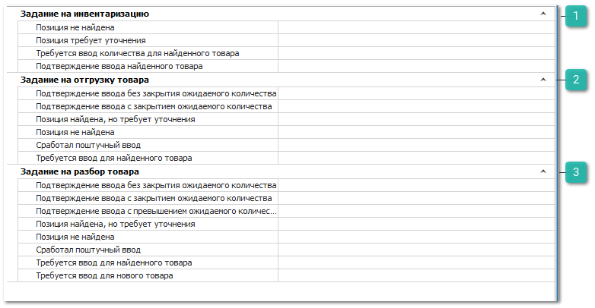 Задание на инвентаризацию
1
Позиция не найдена
Позиция требует уточнения
Требуется ввод количества для найденного товара
Подтверждение ввода найденного товара
Задание на отгрузку товара
2
Подтверждение ввода без закрытия ожидаемого количества
Подтверждение ввода с закрытием ожидаемого количества
Позиция найдена, но требует уточнения
Позиция не найдена
Сработал поштучный ввод
Требуется ввод для найденного товара
Задание на разбор товара
3
Подтверждение ввода без закрытия ожидаемого количества
Подтверждение ввода с закрытием ожидаемого количества
Подтверждение ввода с превышением ожидаемого количес...
Позиция найдена, но требует уточнения
Позиция не найдена
Сработал поштучный ввод
Требуется ввод для найденного товара
Требуется ввод для нового товара